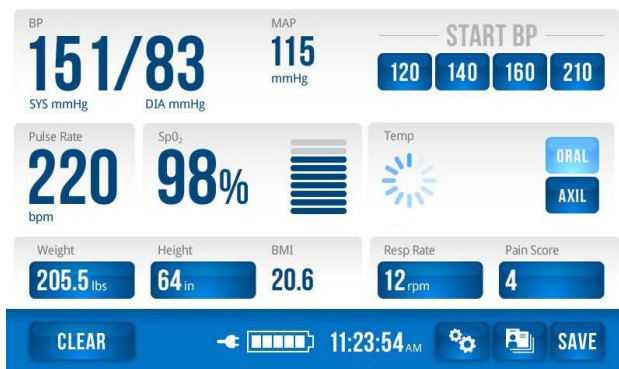 BP
151/83
SYS mmHg
DIA mmHg
MAP
115
mmHg
START BP
120
140
160
210
Pulse Rate
220
bpm
SpO₂
98%
Temp
ORAL
AXIL
Weight
205.5 lbs
Height
64 in
BMI
20.6
Resp Rate
12 rpm
Pain Score
4
CLEAR
11:23:54 AM
SAVE